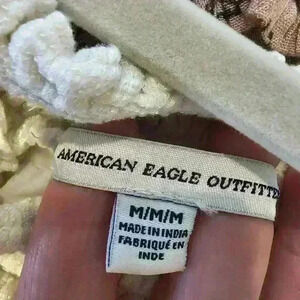 AMERICAN EAGLE OUTFITTE
M/M/M
MADE IN INDIA
FABRIQUÉ EN
INDE